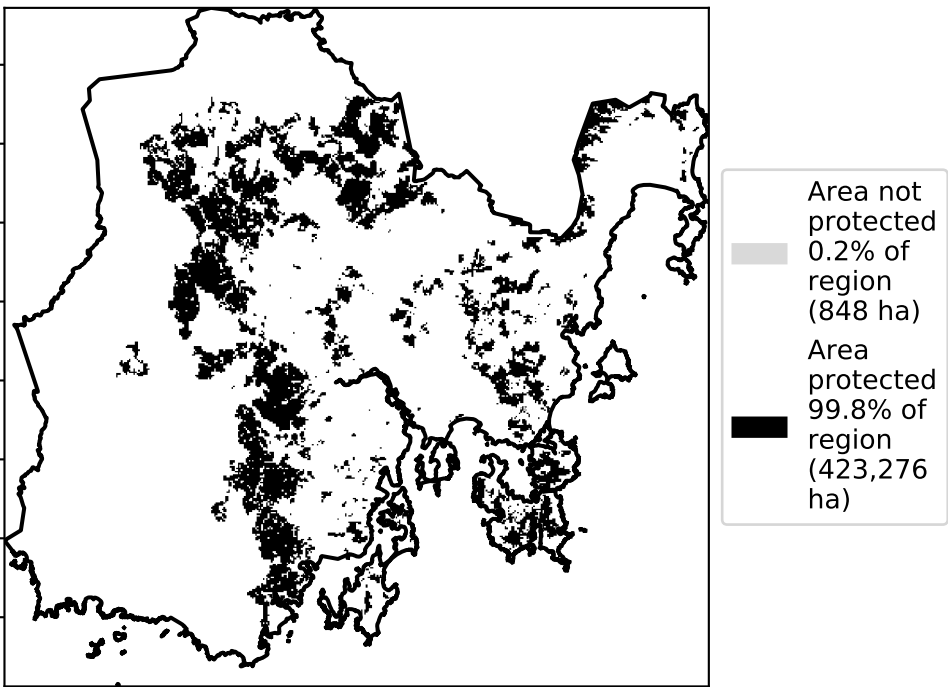 Area not
protected
0.2% of
region
(848 ha)
Area
protected
99.8% of
region
(423,276
ha)